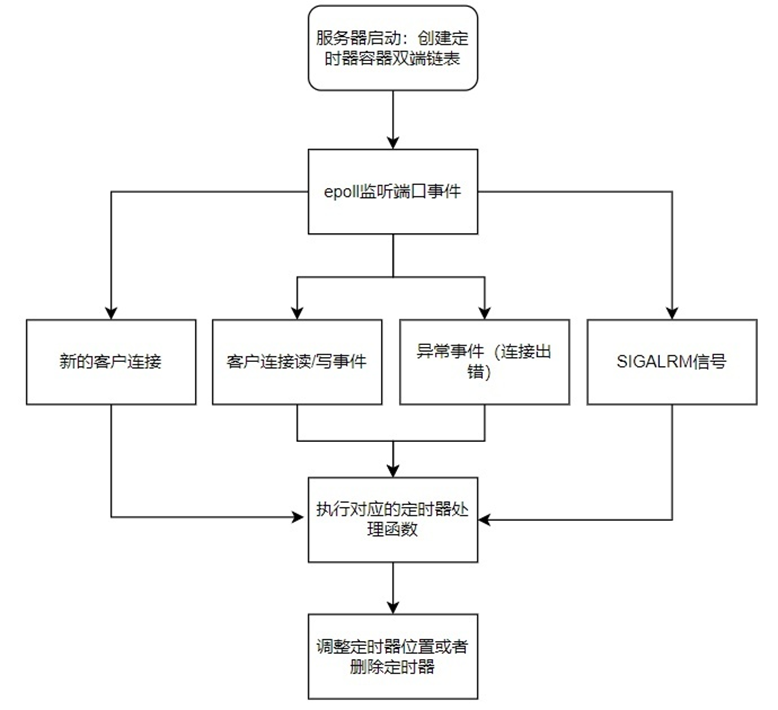 服务器启动：创建定
时器容器双端链表
epoll监听端口事件
新的客户连接
客户连接读/写事件
异常事件（连接出
错）
SIGALRM信号
执行对应的定时器处
理函数
调整定时器位置或者
删除定时器